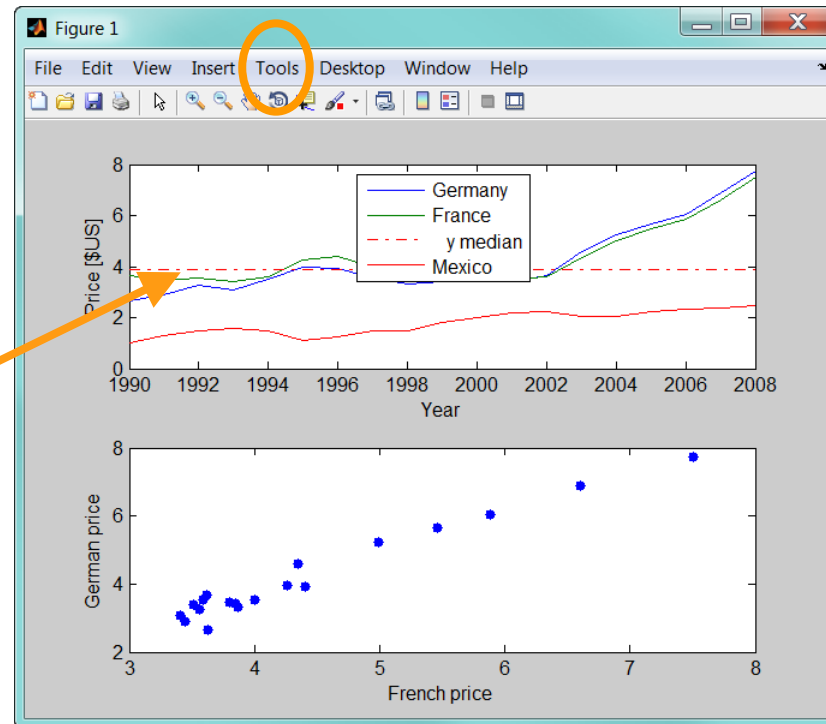 Figure 1
File Edit View Insert Tools Desktop Window Help
8
6
4
2
0
Price [$US]
Germany
France
y median
Mexico
1990 1992 1994 1996 1998 2000 2002 2004 2006 2008
Year
8
6
4
2
German price
3 4 5 6 7 8
French price